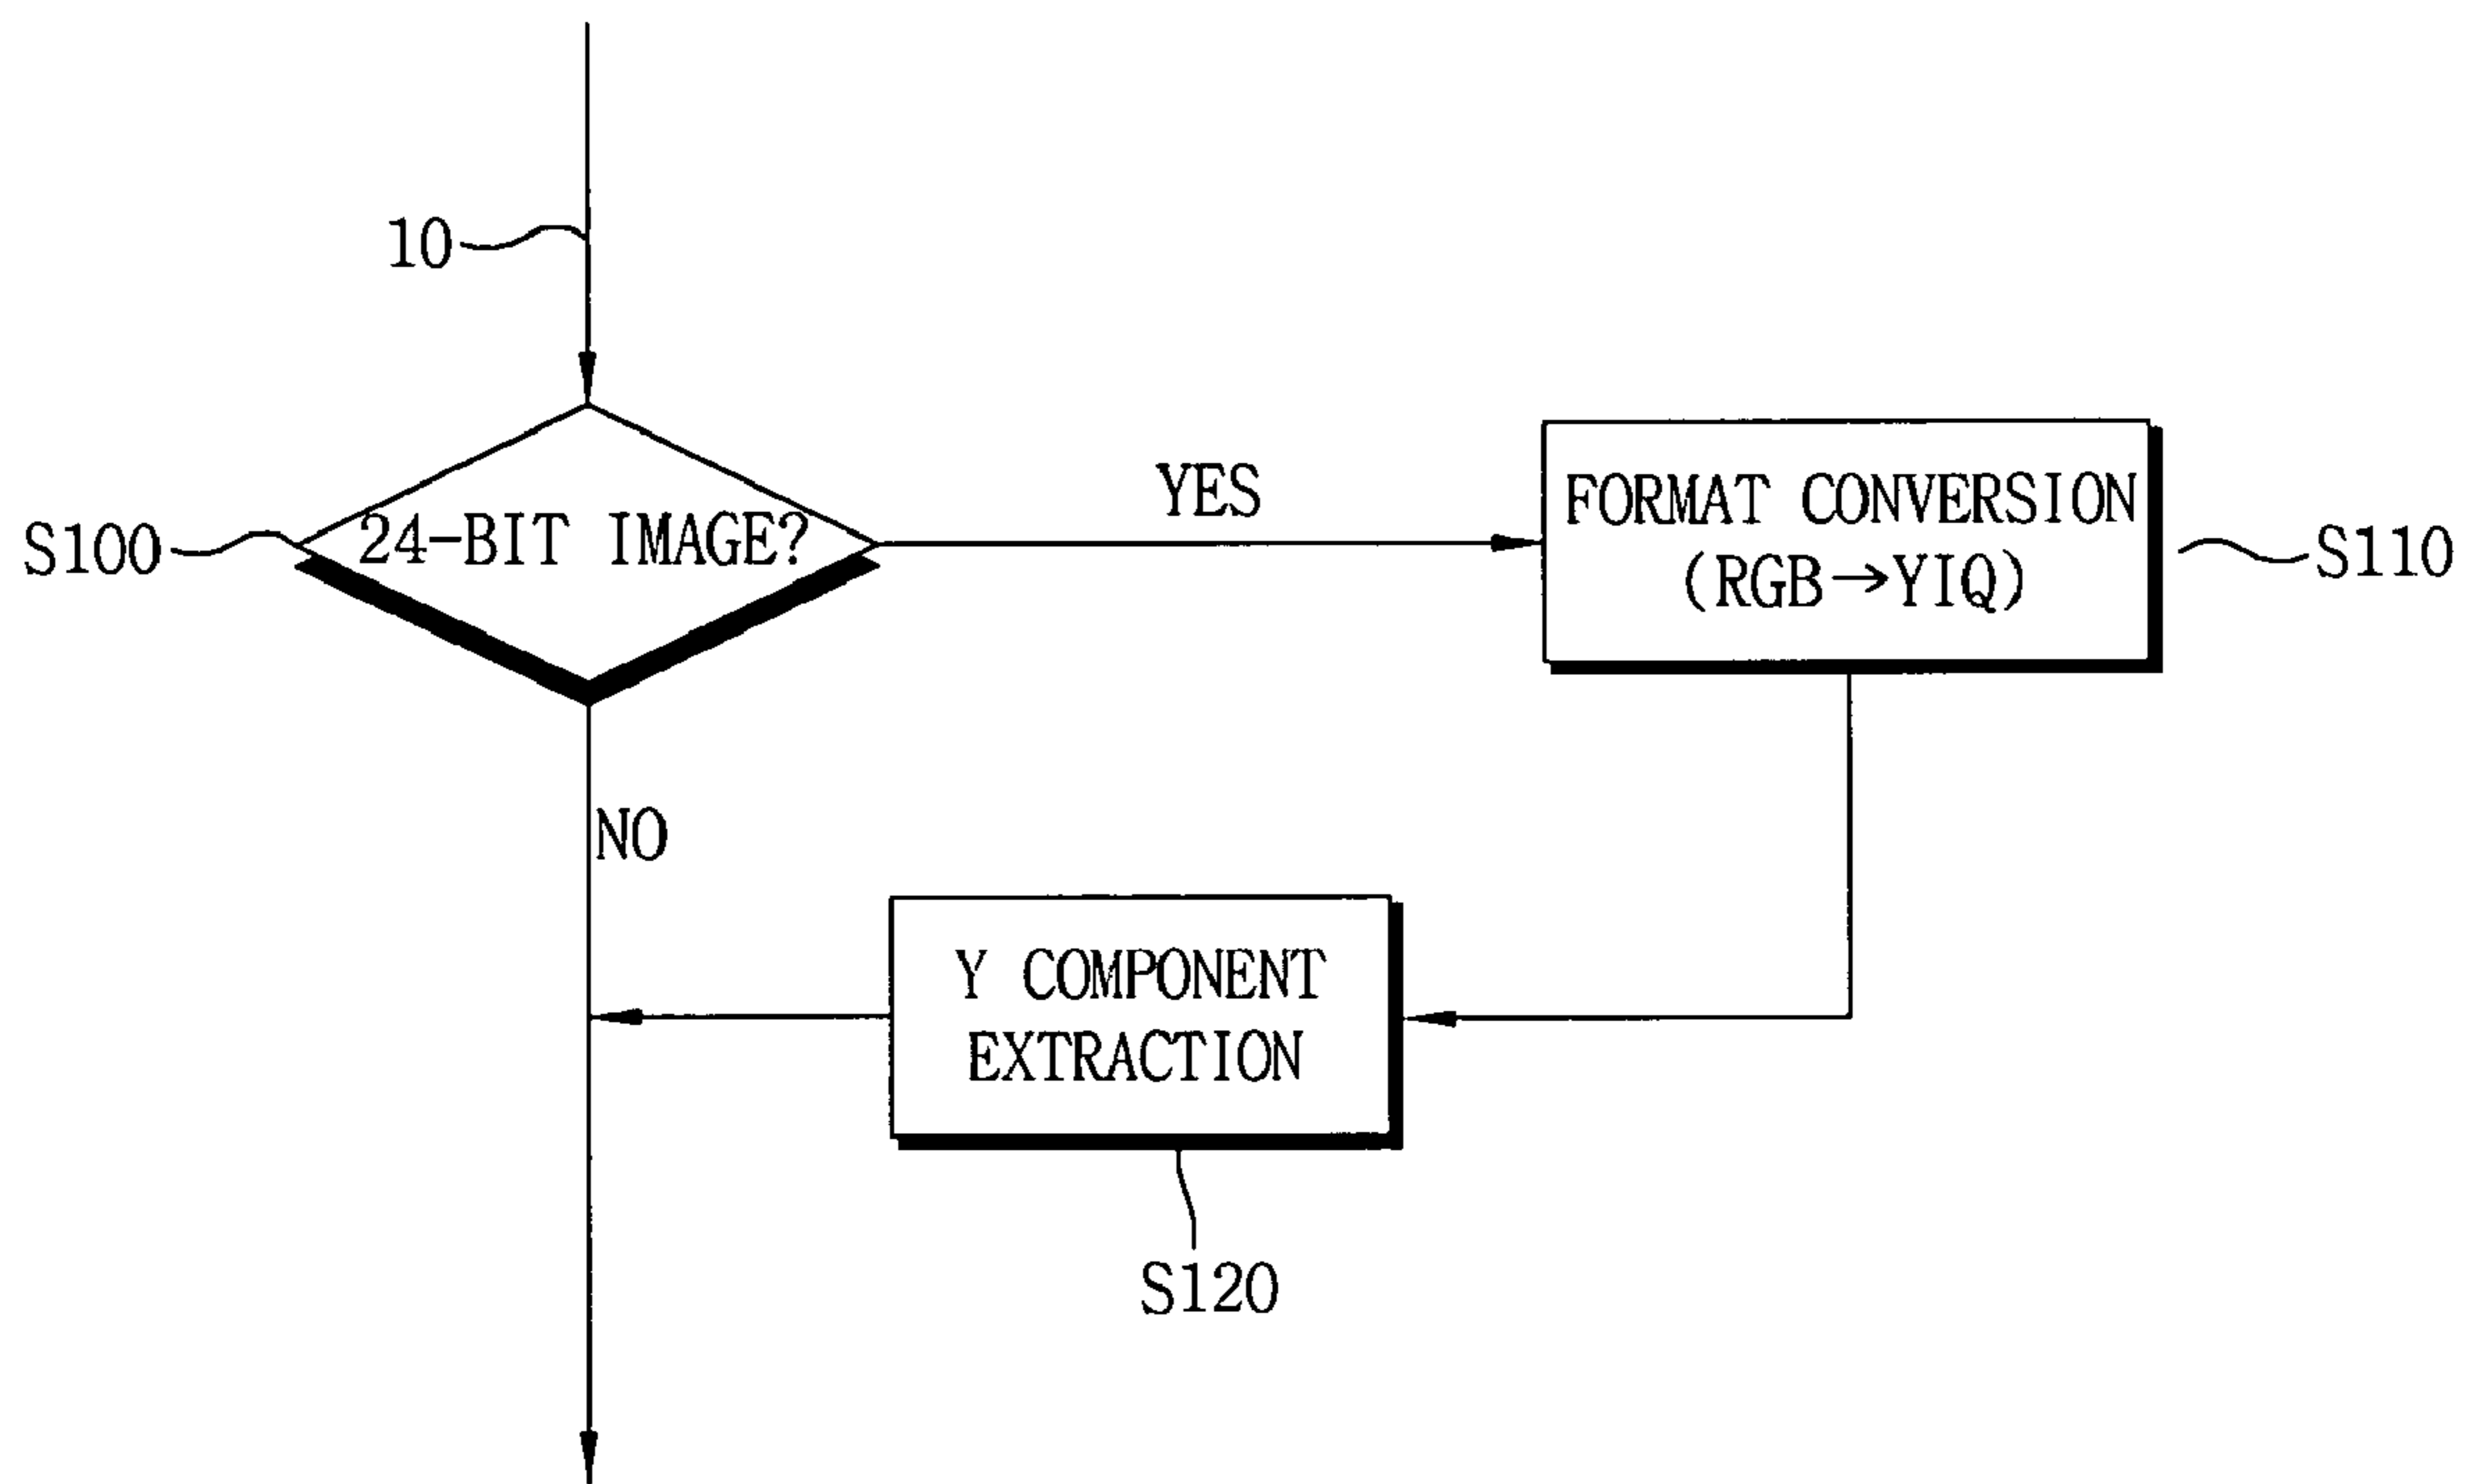 10
S100
24-BIT IMAGE?
YES
FORMAT CONVERSION
(RGB→YIQ)
S110
NO
Y COMPONENT
EXTRACTION
S120